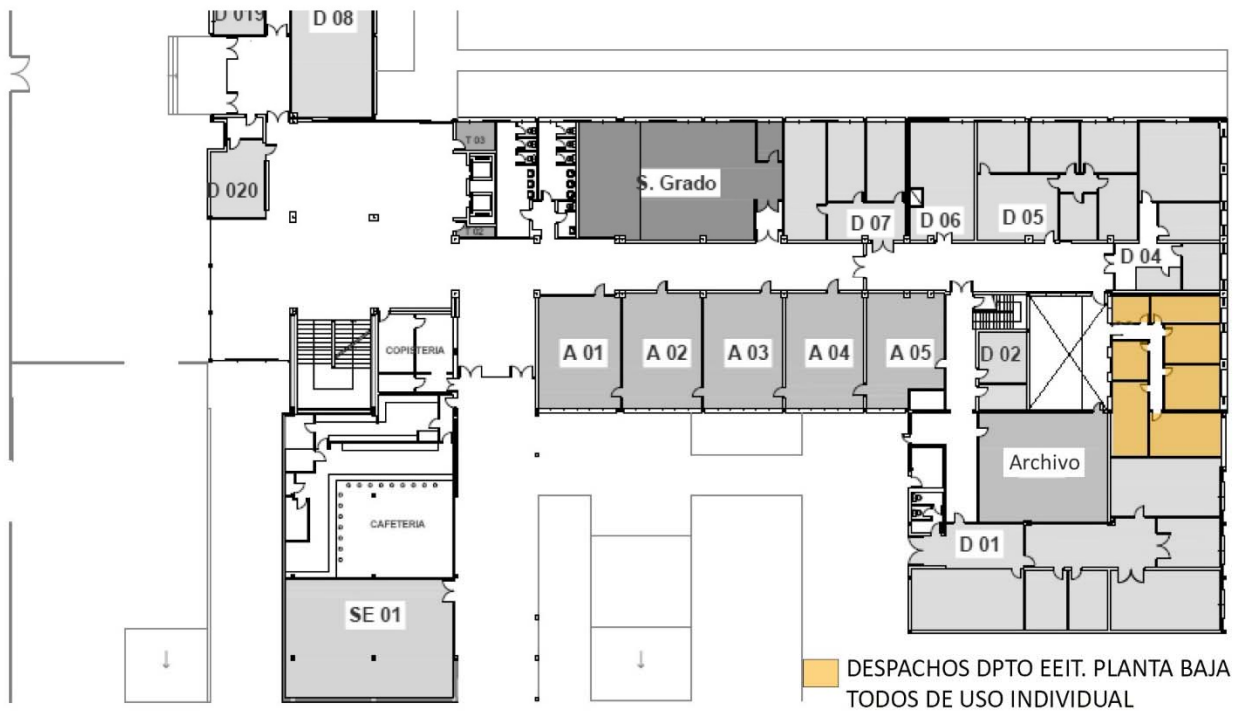 D 019
D 08
T 03
D 020
S. Grado
D 07
D 06
D 05
T 02
D 04
COPISTERIA
A 01
A 02
A 03
A 04
A 05
D 02
Archivo
CAFETERIA
D 01
SE 01
DESPACHOS DPTO EEIT. PLANTA BAJA
TODOS DE USO INDIVIDUAL